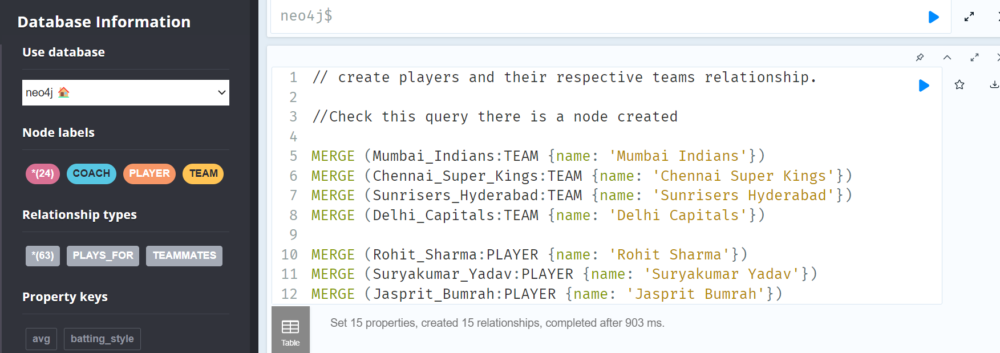 Database Information
Use database
neo4j
Node labels
*(24) COACH PLAYER TEAM
Relationship types
*(63) PLAYS_FOR TEAMMATES
Property keys
avg batting_style
neo4j$
1 // create players and their respective teams relationship.
2
3 //Check this query there is a node created
4
5 MERGE (Mumbai_Indians:TEAM {name: 'Mumbai Indians'})
6 MERGE (Chennai_Super_Kings:TEAM {name: 'Chennai Super Kings'})
7 MERGE (Sunrisers_Hyderabad:TEAM {name: 'Sunrisers Hyderabad'})
8 MERGE (Delhi_Capitals:TEAM {name: 'Delhi Capitals'})
9
10 MERGE (Rohit_Sharma:PLAYER {name: 'Rohit Sharma'})
11 MERGE (Suryakumar_Yadav:PLAYER {name: 'Suryakumar Yadav'})
12 MERGE (Jasprit_Bumrah:PLAYER {name: 'Jasprit Bumrah'})
Table
Set 15 properties, created 15 relationships, completed after 903 ms.